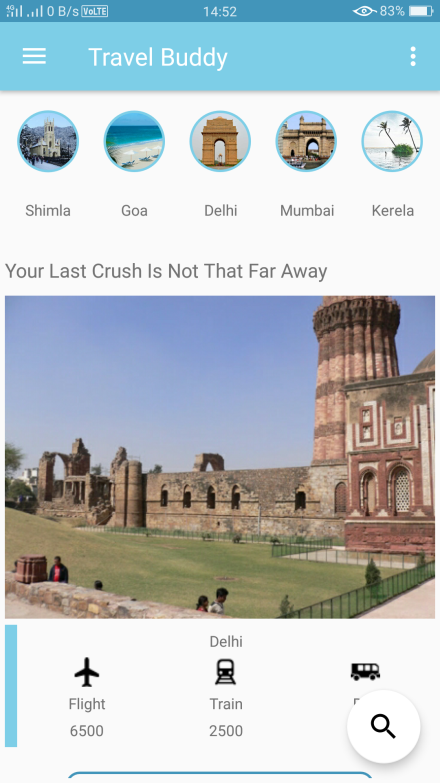 4G 0 B/s VoLTE 14:52 83%
Travel Buddy
Shimla Goa Delhi Mumbai Kerela
Your Last Crush Is Not That Far Away
Delhi
Flight Train
6500 2500